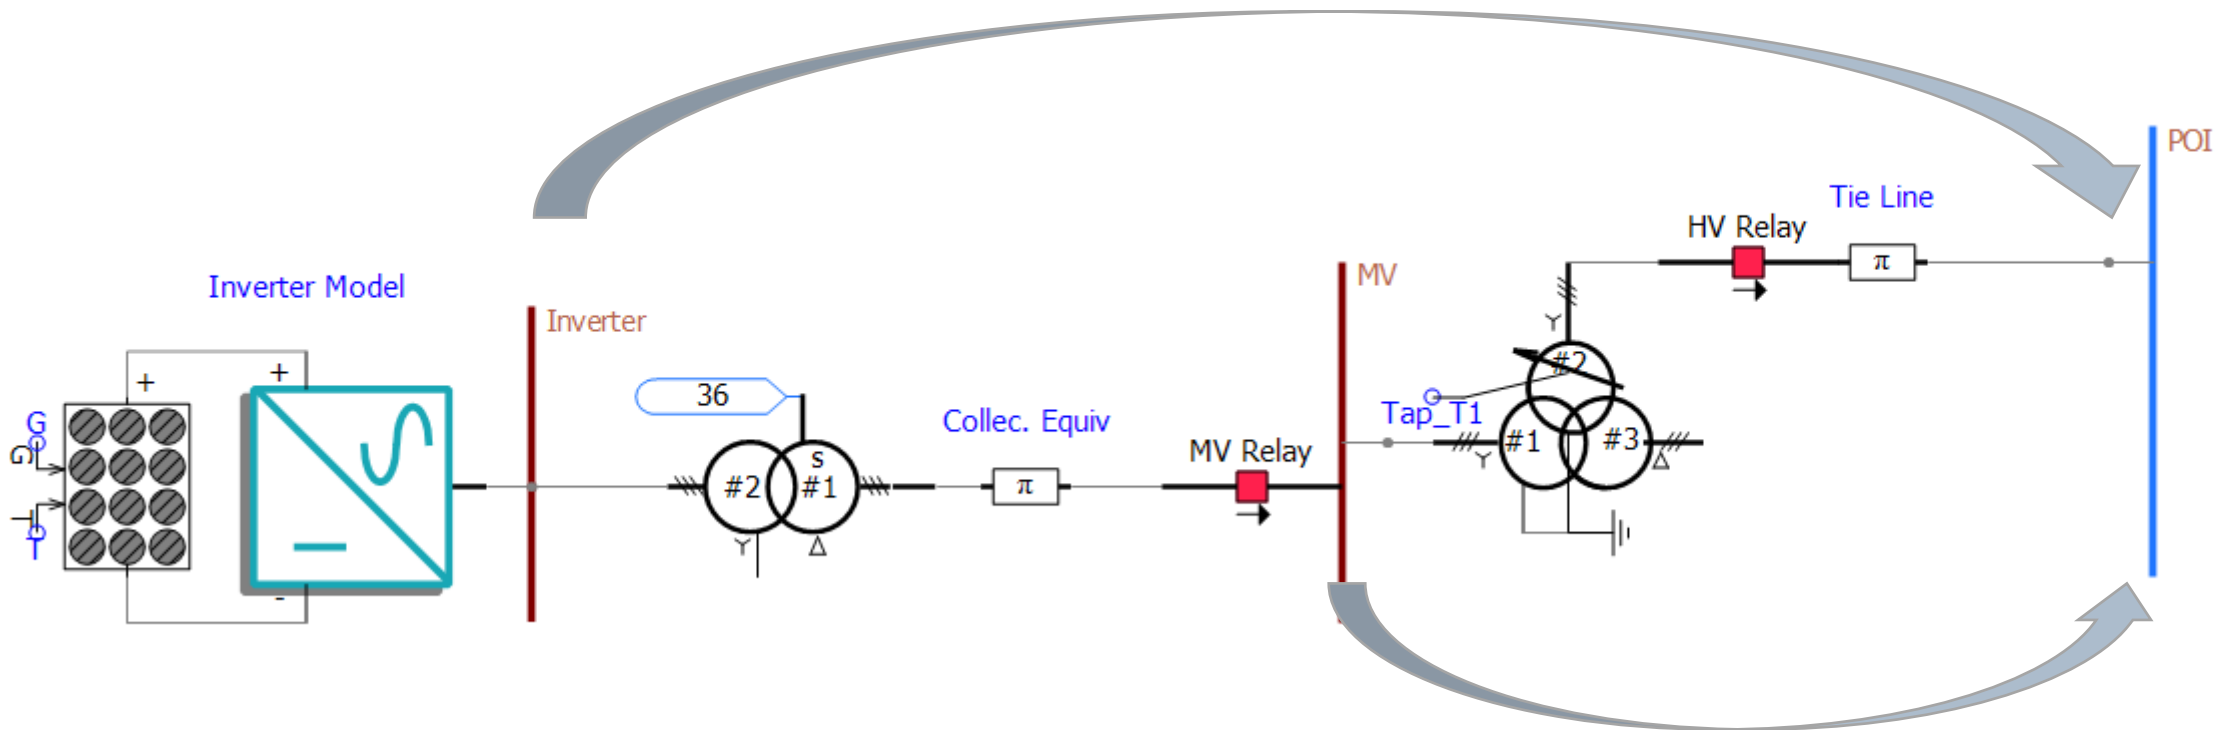 POI
Tie Line
HV Relay
MV
Inverter Model
Inverter
+
+
#2
36
Tap_T1
Collec. Equiv
G
G
π
MV Relay
#1
#3
Y
Y
Δ
S
#2
#1
π
T
T
Y
Δ
-